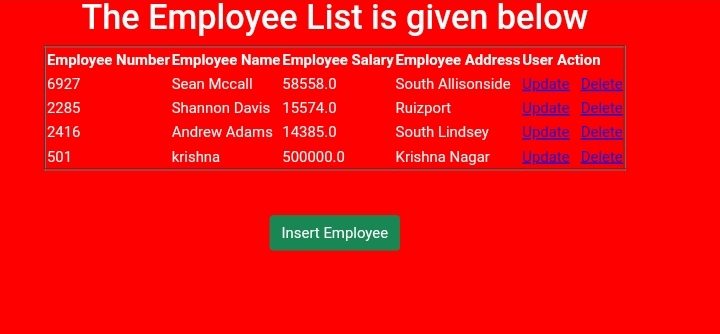 The Employee List is given below
Employee Number Employee Name Employee Salary Employee Address User Action
6927 Sean Mccall 58558.0 South Allisonside Update Delete
2285 Shannon Davis 15574.0 Ruizport Update Delete
2416 Andrew Adams 14385.0 South Lindsey Update Delete
501 krishna 500000.0 Krishna Nagar Update Delete
Insert Employee